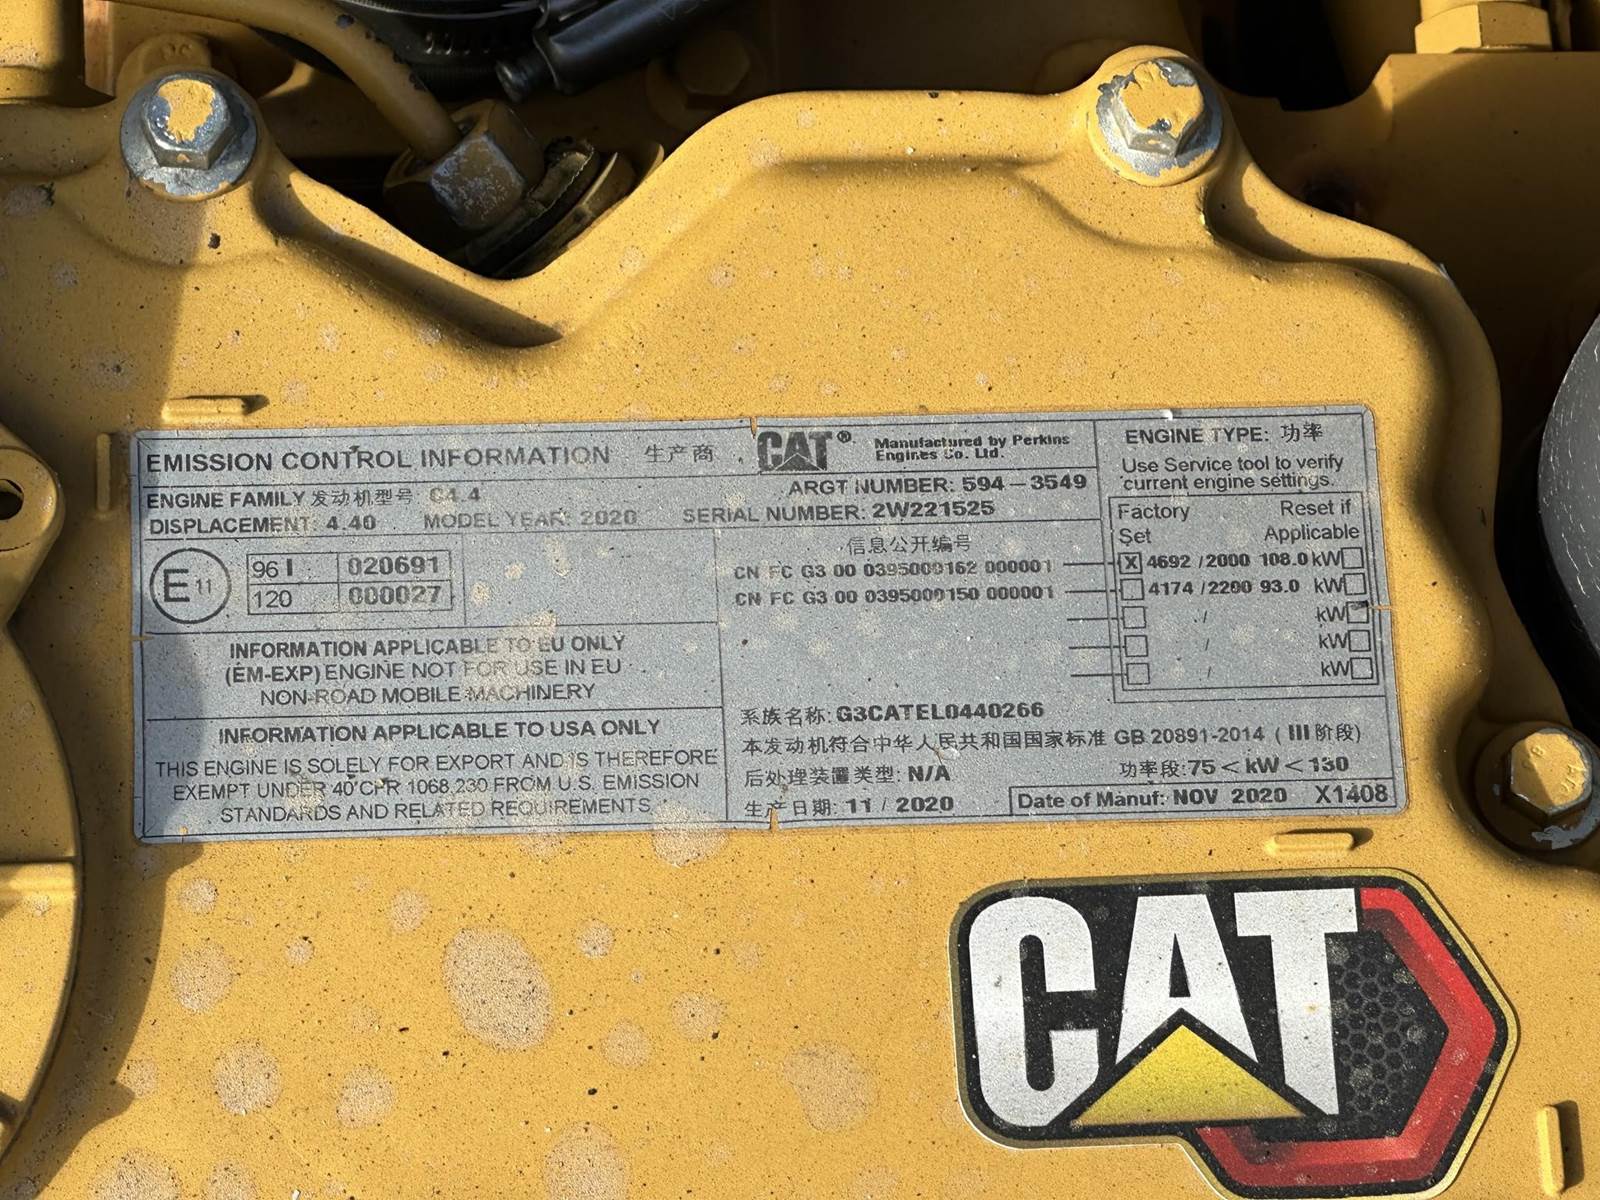 EMISSION CONTROL INFORMATION 生产商 CAT® Manufactured by Perkins Engines Co. Ltd.
ENGINE FAMILY 发动机型号: C4.4 ARGT NUMBER: 594-3549
DISPLACEMENT: 4.40 MODEL YEAR: 2020 SERIAL NUMBER: 2W221525
E 11
96 I 020691
120 000027
INFORMATION APPLICABLE TO EU ONLY
(EM-EXP) ENGINE NOT FOR USE IN EU
NON-ROAD MOBILE MACHINERY
INFORMATION APPLICABLE TO USA ONLY
THIS ENGINE IS SOLELY FOR EXPORT AND IS THEREFORE
EXEMPT UNDER 40 CFR 1068.230 FROM U.S. EMISSION
STANDARDS AND RELATED REQUIREMENTS
信息公开编号
CN FC G3 00 0395000162 000001
CN FC G3 00 0395000150 000001
ENGINE TYPE: 功率
Use Service tool to verify
current engine settings.
Factory Set Reset if Applicable
X 4692 /2000 108.0 kW
4174 /2200 93.0 kW
/ kW
/ kW
/ kW
系族名称: G3CATEL0440266
本发动机符合中华人民共和国国家标准 GB 20891-2014 ( III 阶段)
后处理装置类型: N/A 功率段: 75 < kW < 130
生产日期: 11 / 2020 Date of Manuf: NOV 2020 X1408
CAT